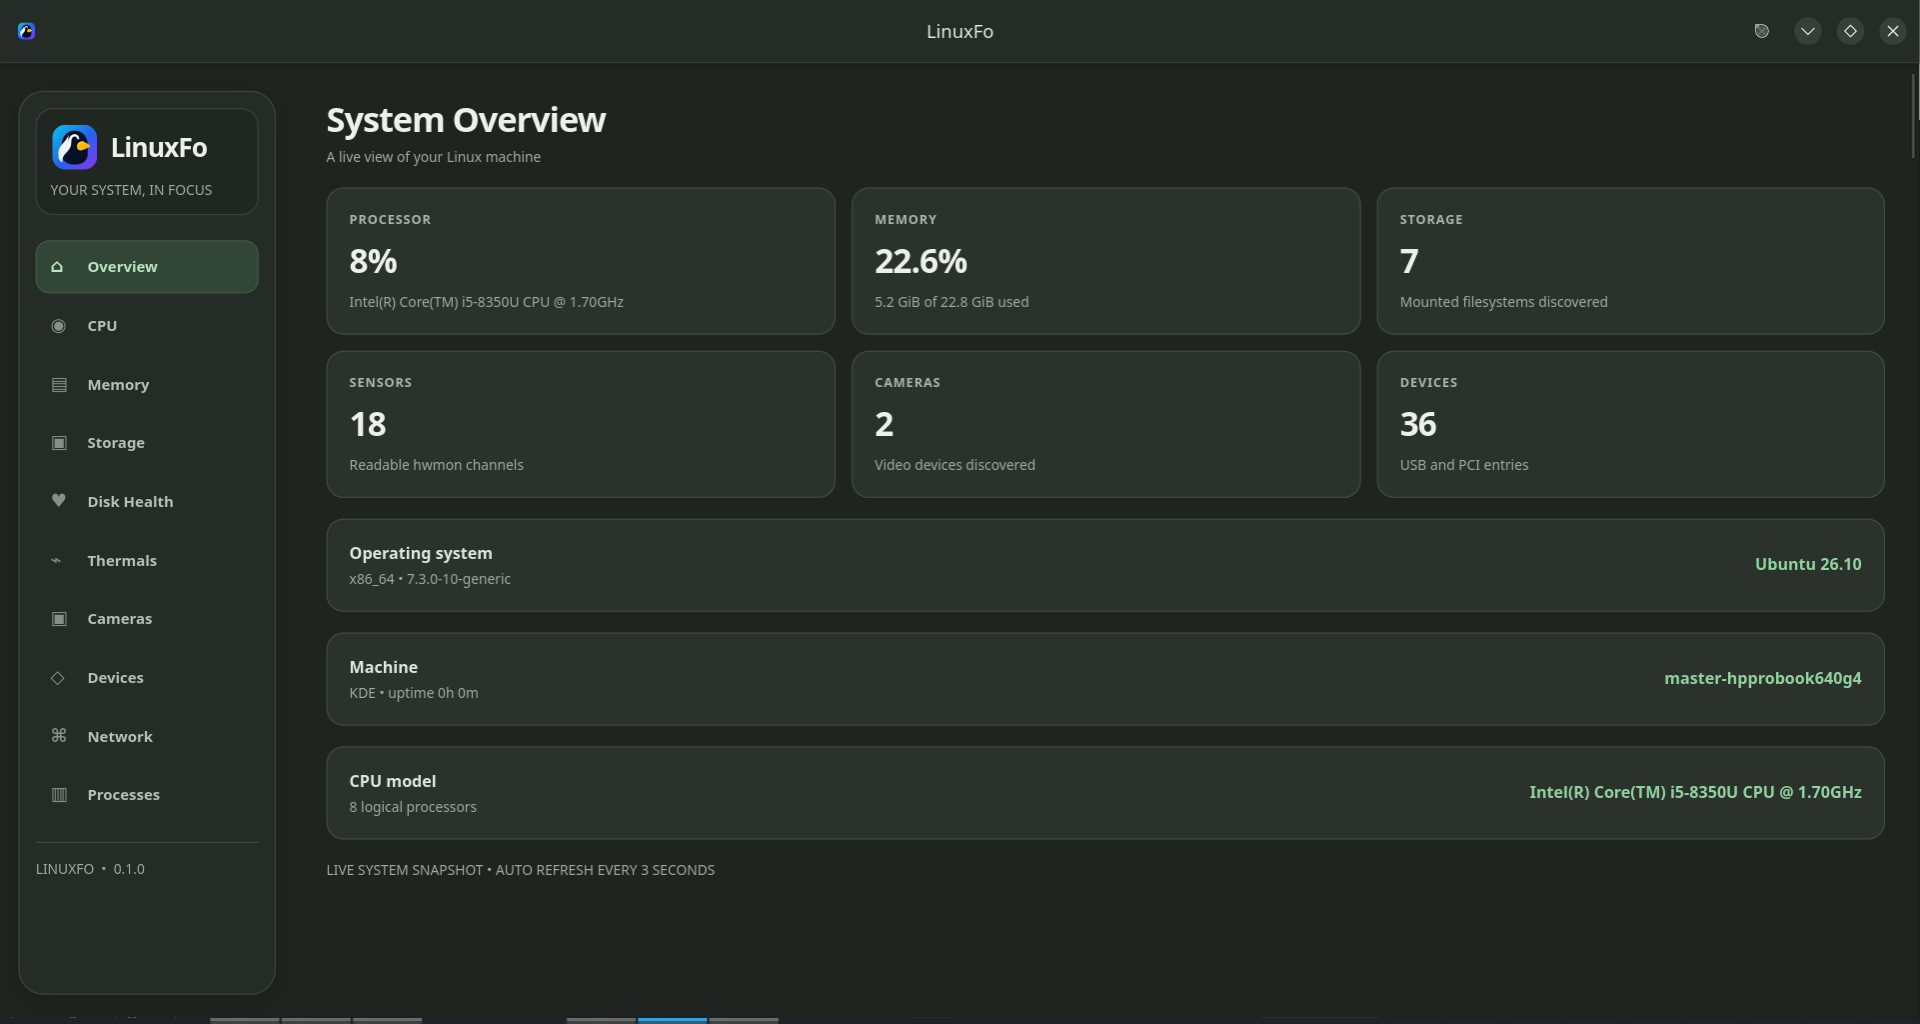 LinuxFo
LinuxFo
YOUR SYSTEM, IN FOCUS
Overview
CPU
Memory
Storage
Disk Health
Thermals
Cameras
Devices
Network
Processes
LINUXFO • 0.1.0
System Overview
A live view of your Linux machine
PROCESSOR
8%
Intel(R) Core(TM) i5-8350U CPU @ 1.70GHz
MEMORY
22.6%
5.2 GiB of 22.8 GiB used
STORAGE
7
Mounted filesystems discovered
SENSORS
18
Readable hwmon channels
CAMERAS
2
Video devices discovered
DEVICES
36
USB and PCI entries
Operating system
x86_64 • 7.3.0-10-generic
Ubuntu 26.10
Machine
KDE • uptime 0h 0m
master-hpprobook640g4
CPU model
8 logical processors
Intel(R) Core(TM) i5-8350U CPU @ 1.70GHz
LIVE SYSTEM SNAPSHOT • AUTO REFRESH EVERY 3 SECONDS